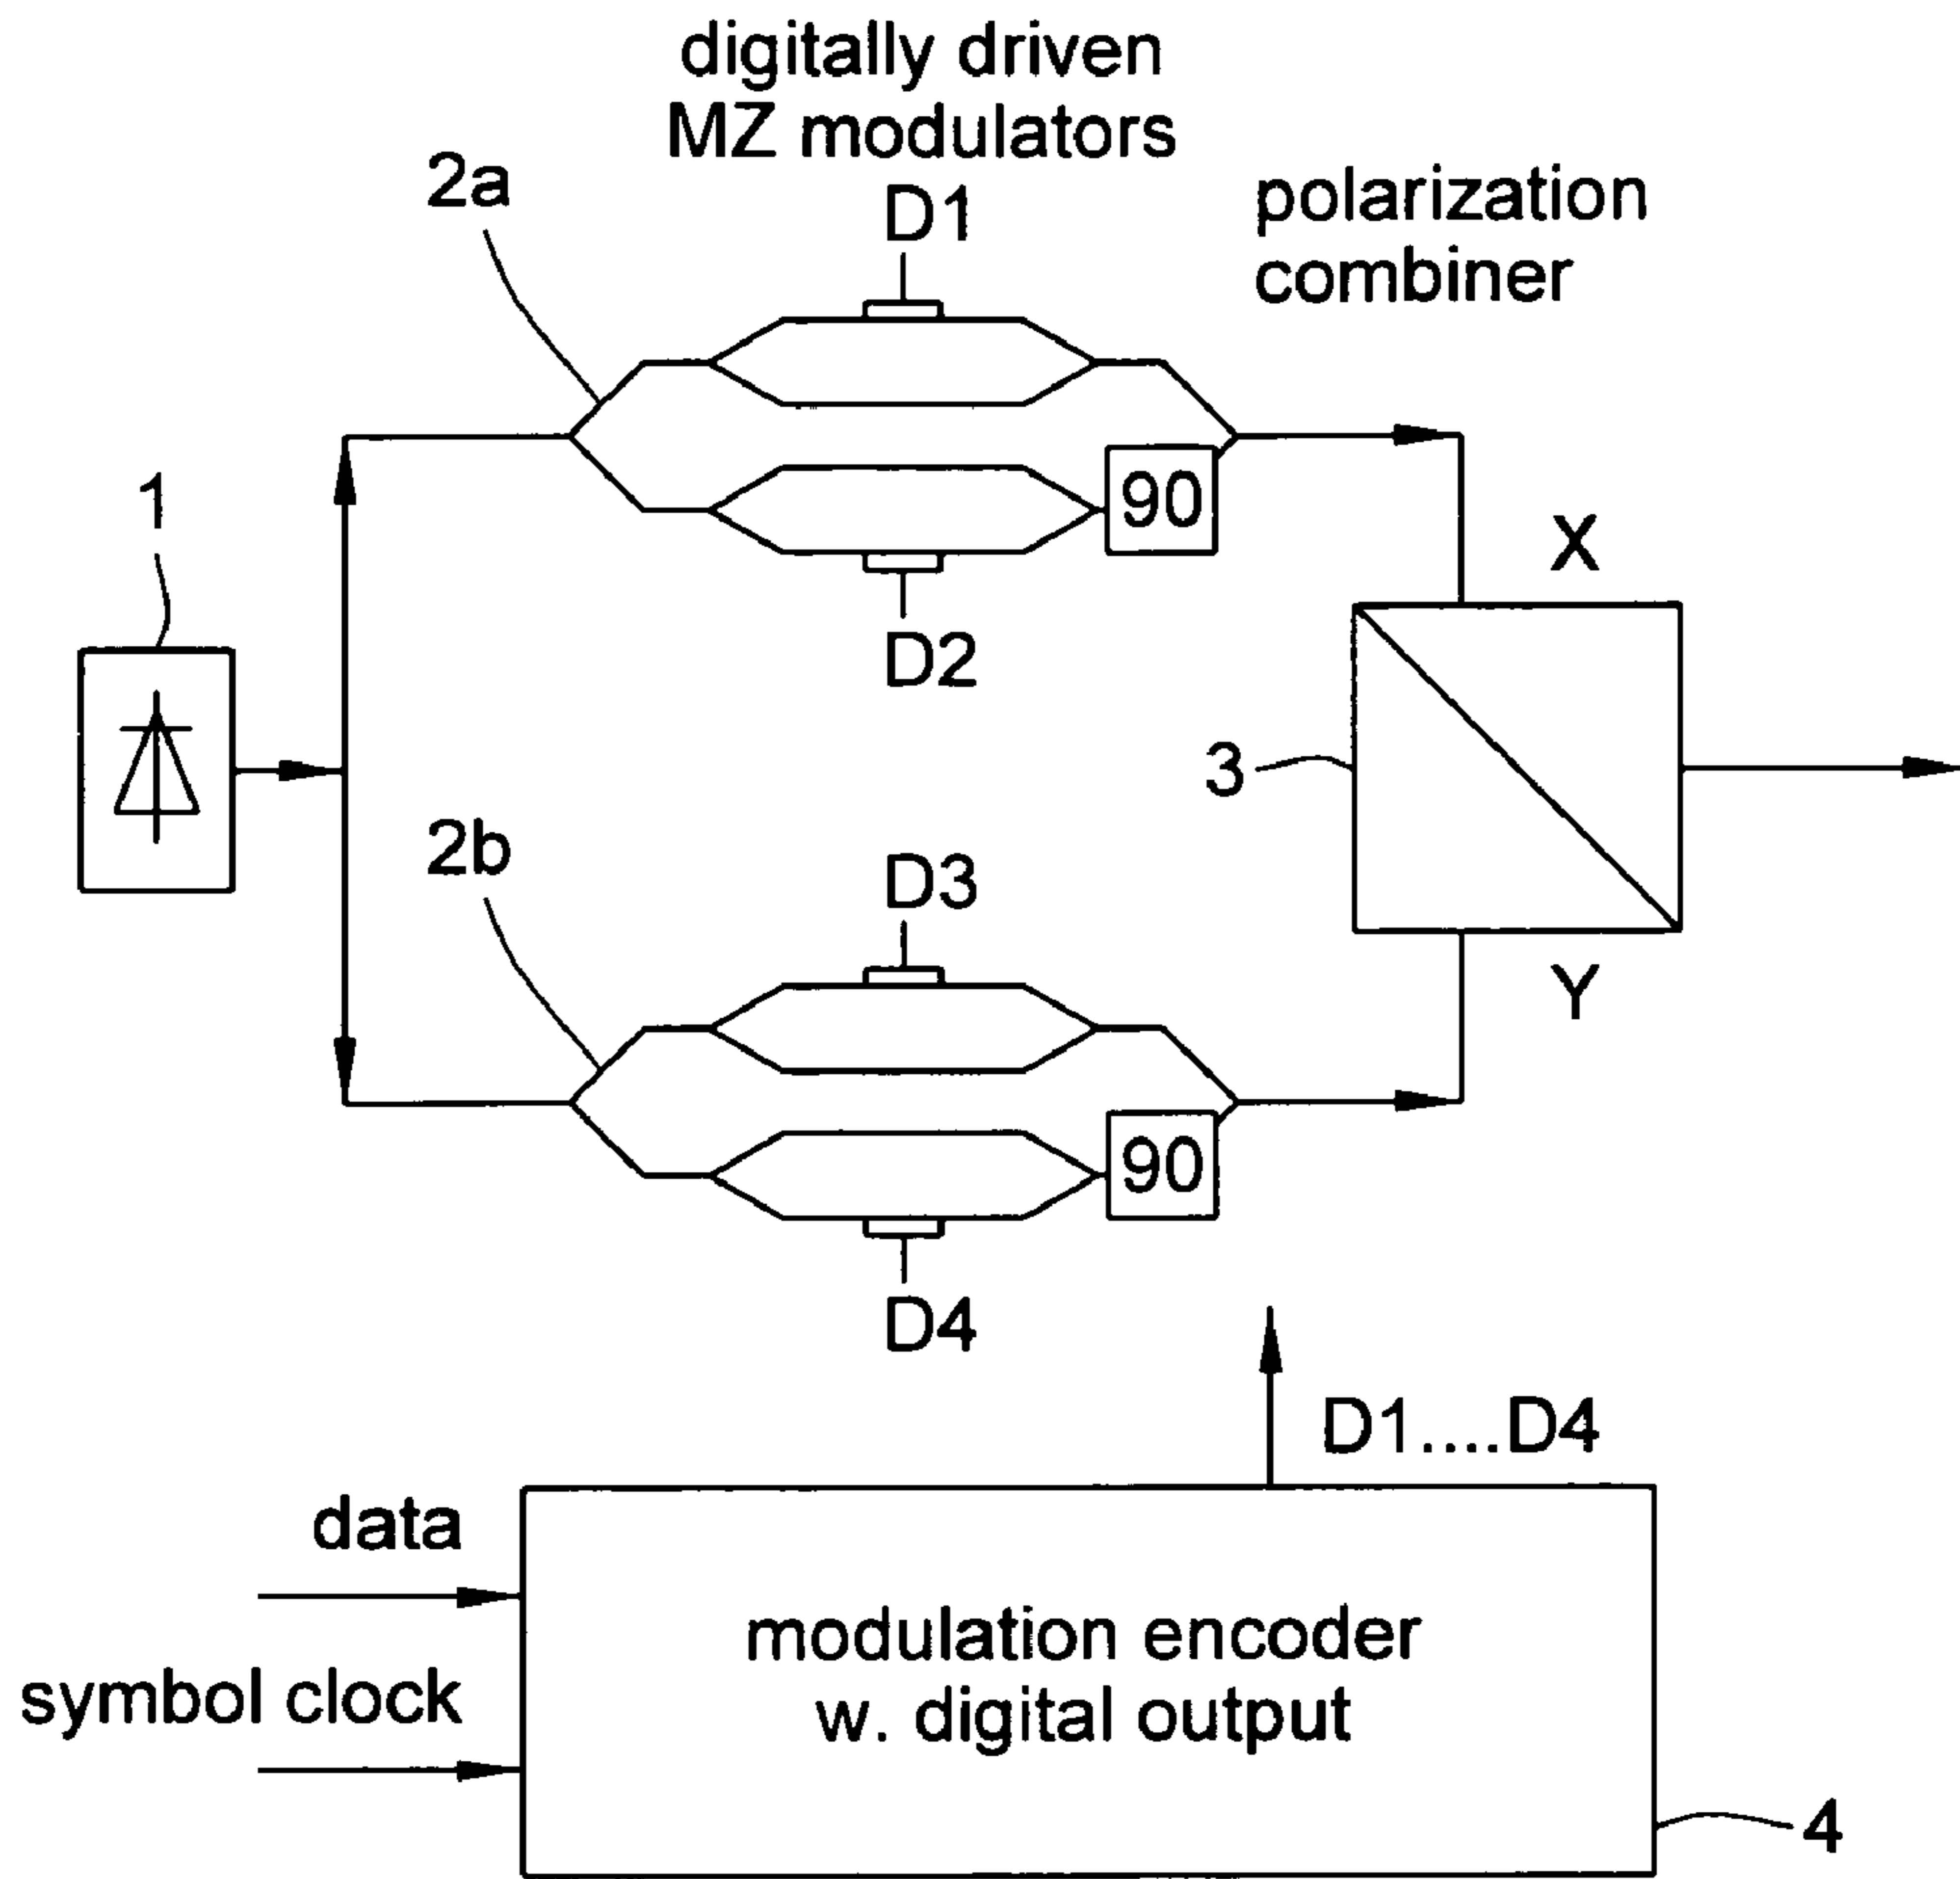 digitally driven
MZ modulators
2a
D1
polarization
combiner
1
90
X
D2
3
2b
D3
Y
90
D4
D1....D4
data
modulation encoder
w. digital output
symbol clock
4